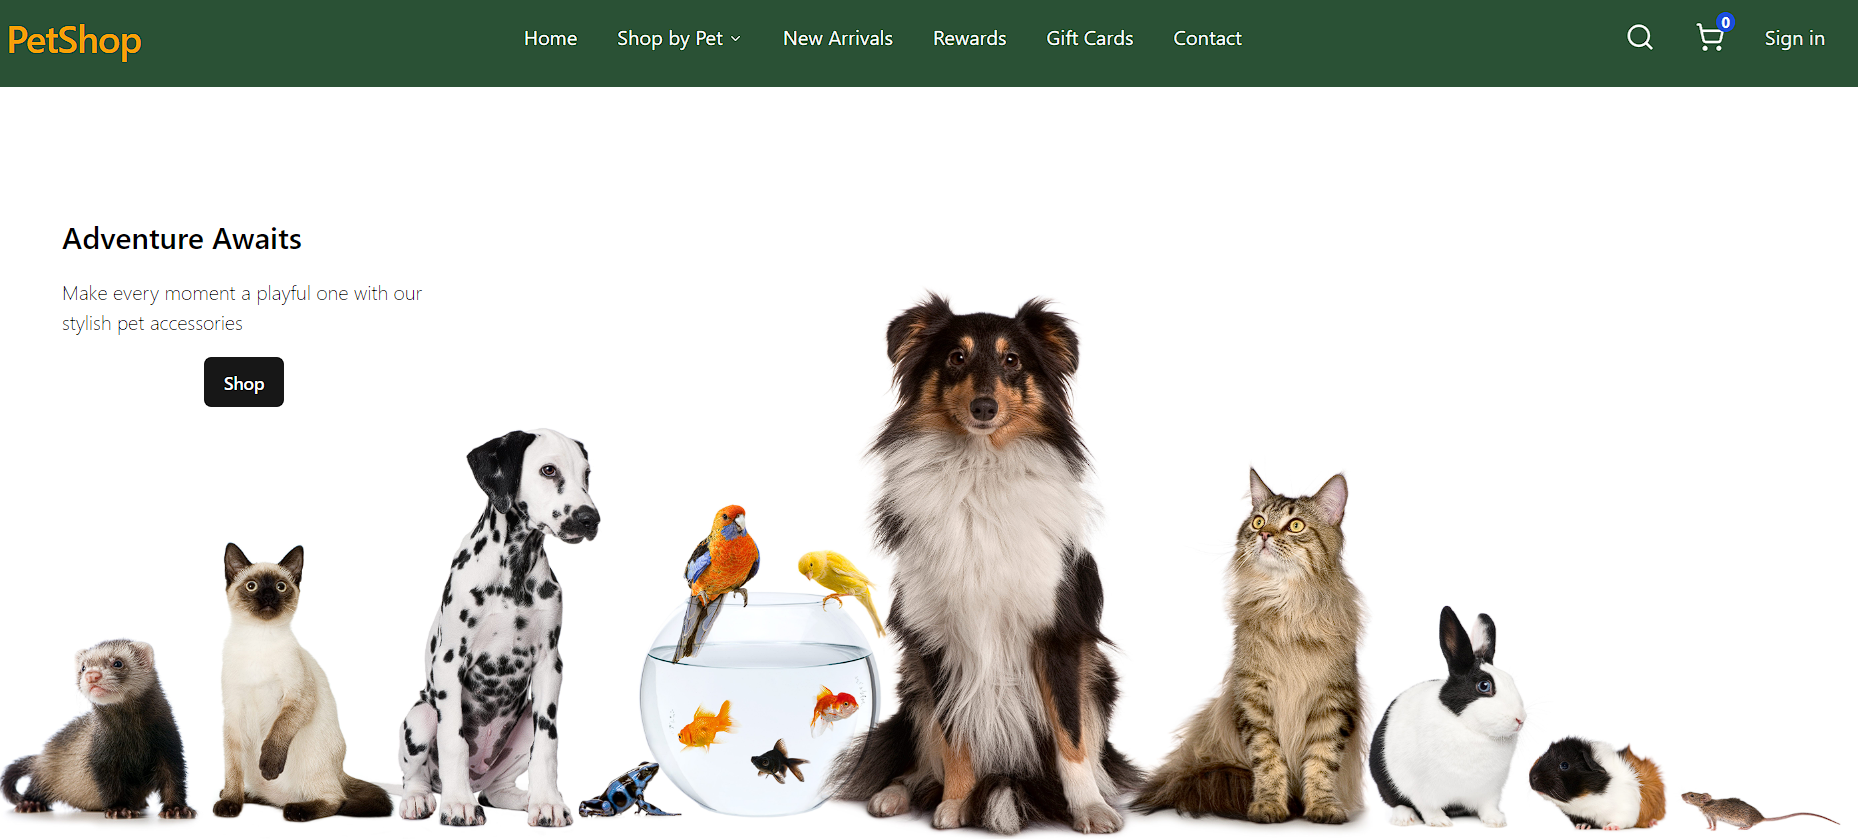 PetShop
Home Shop by Pet New Arrivals Rewards Gift Cards Contact
0
Sign in
Adventure Awaits
Make every moment a playful one with our
stylish pet accessories
Shop